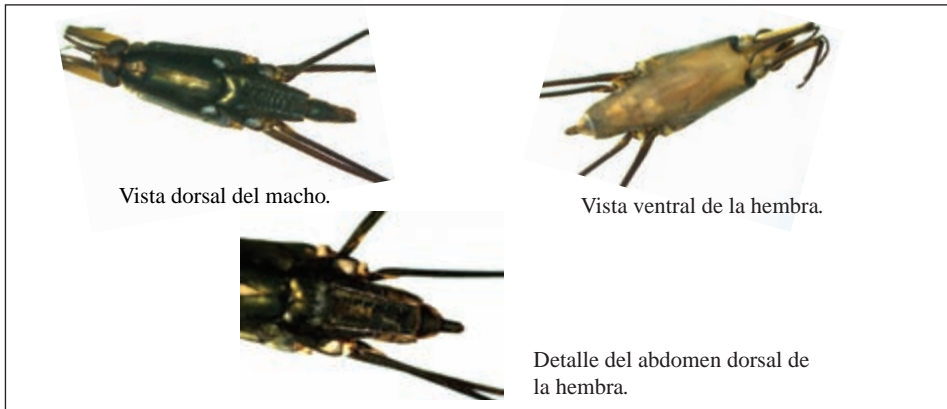 Vista dorsal del macho.
Vista ventral de la hembra.
Detalle del abdomen dorsal de
la hembra.